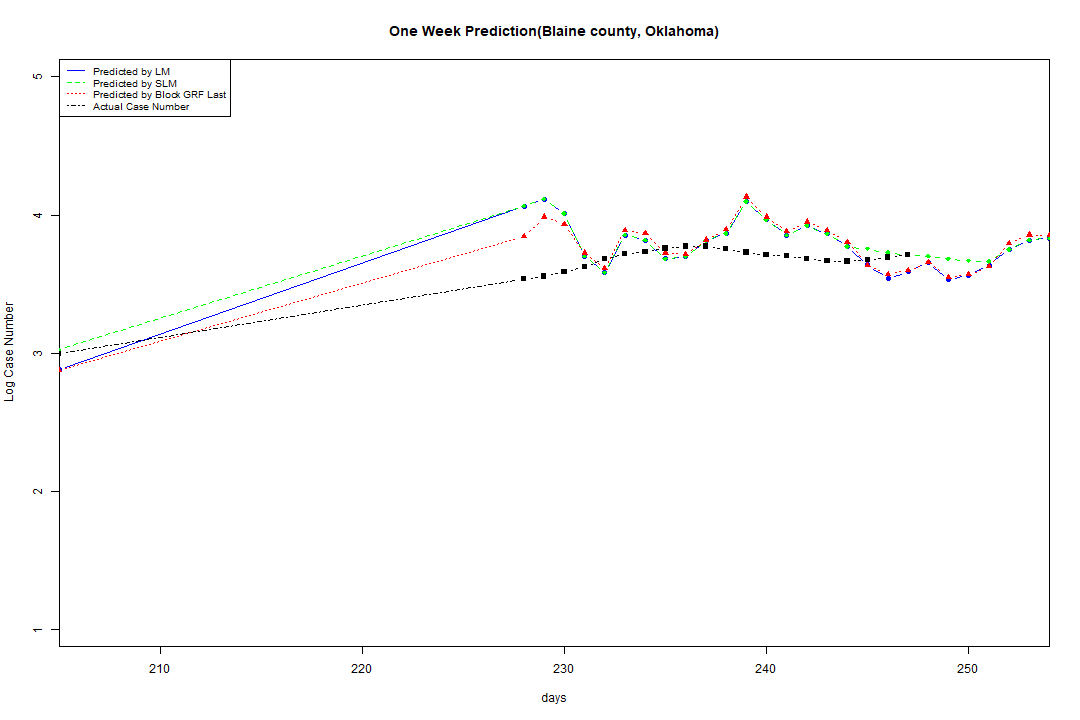 One Week Prediction(Blaine county, Oklahoma)
Predicted by LM
Predicted by SLM
Predicted by Block GRF Last
Actual Case Number
5
4
3
2
1
Log Case Number
210 220 230 240 250
days